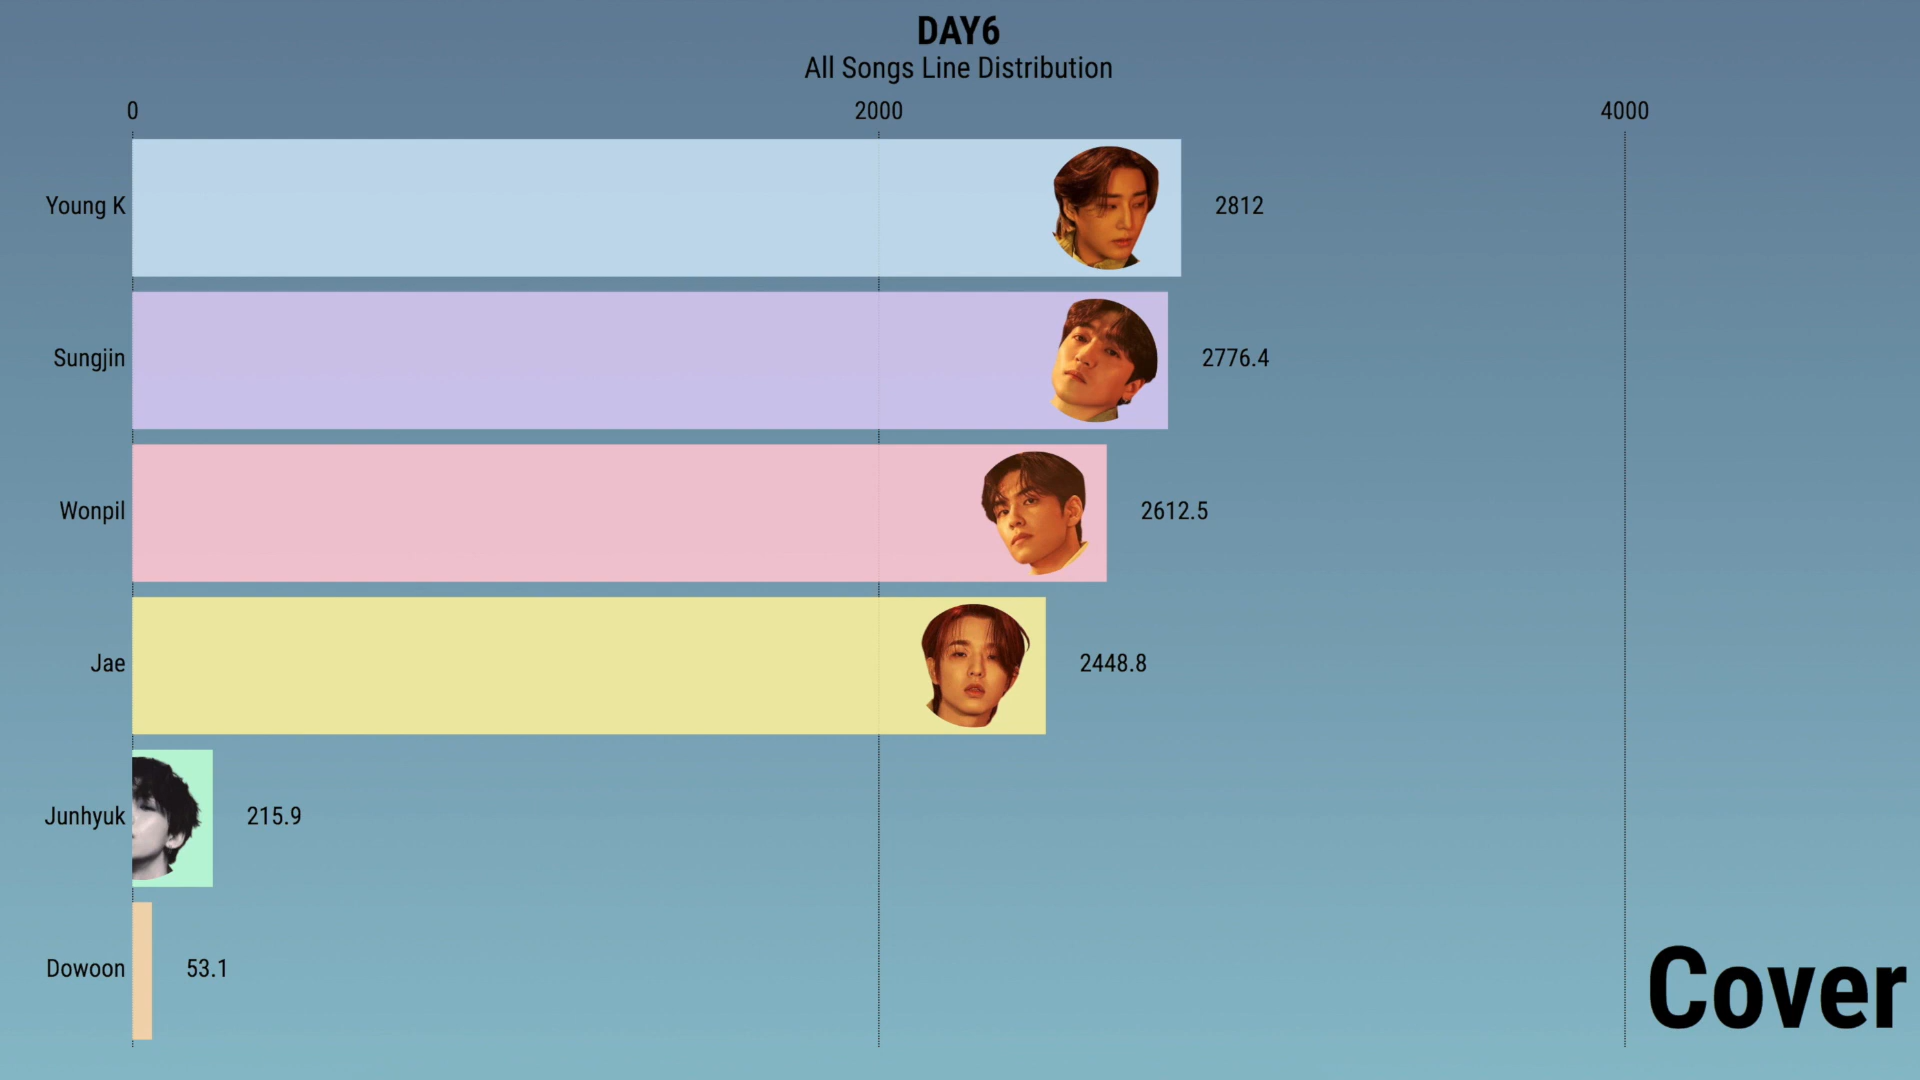 DAY6
All Songs Line Distribution
0 2000 4000
Young K 2812
Sungjin 2776.4
Wonpil 2612.5
Jae 2448.8
Junhyuk 215.9
Dowoon 53.1
Cover